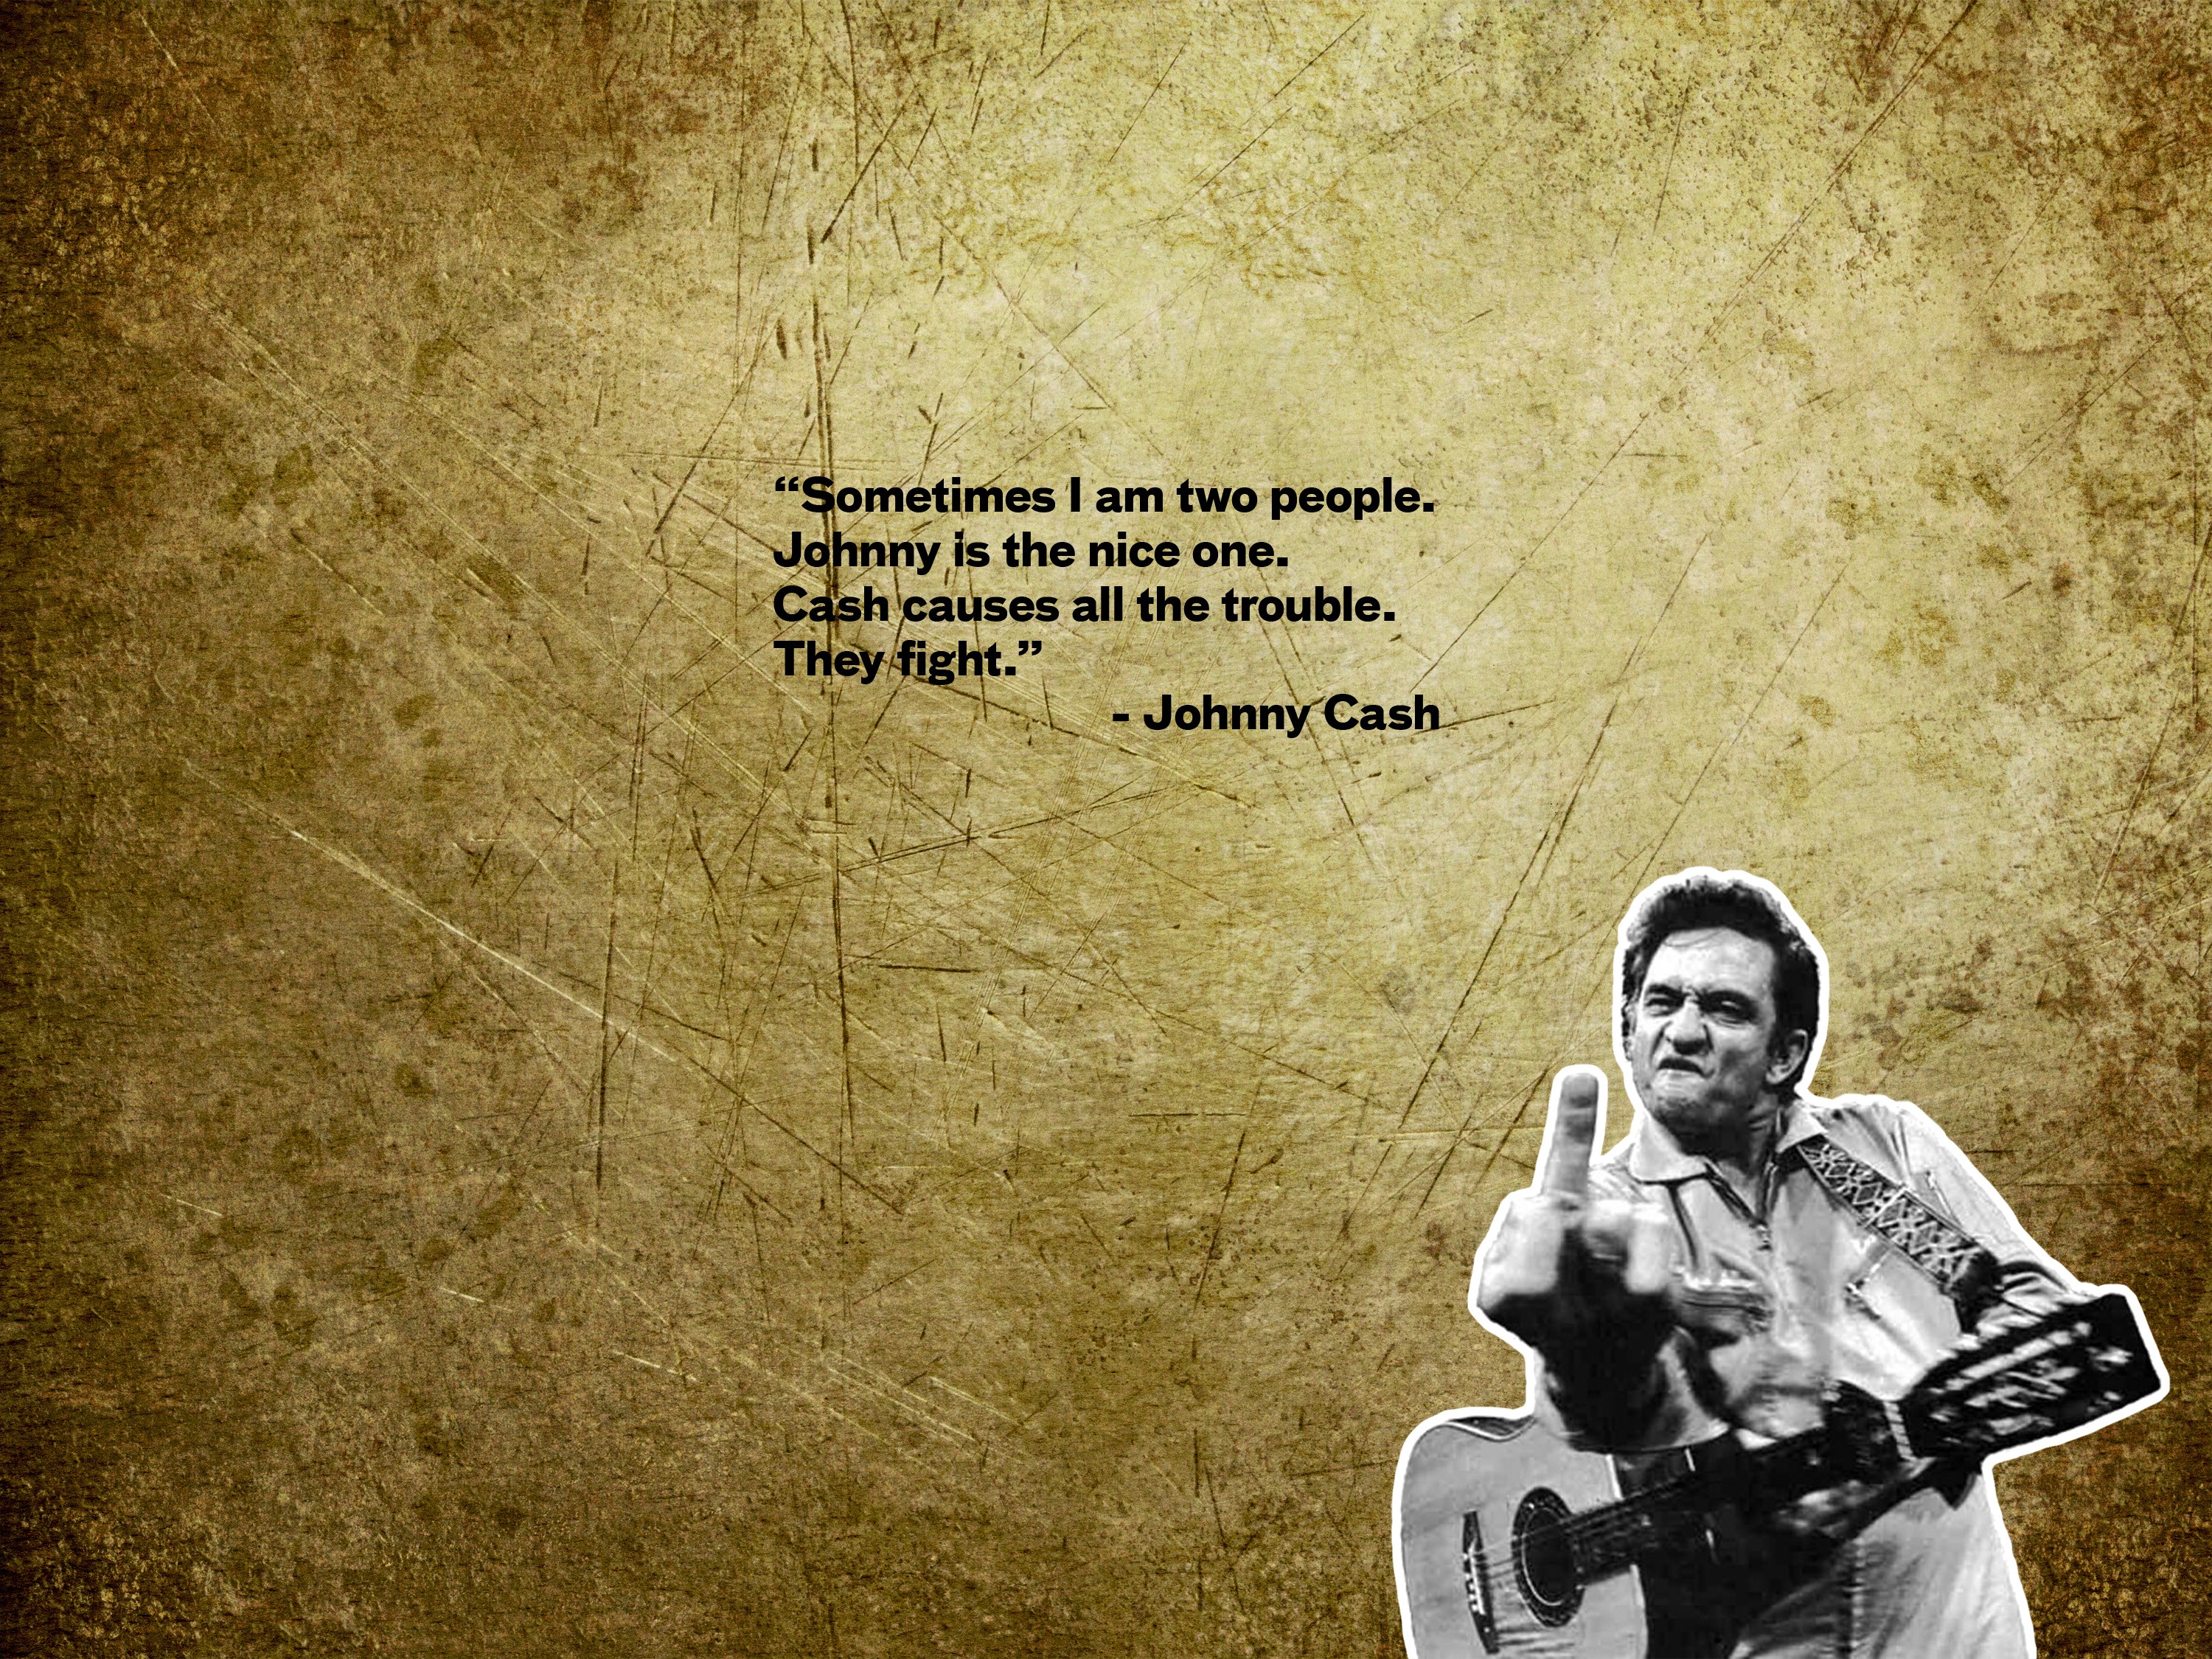 “Sometimes I am two people.
Johnny is the nice one.
Cash causes all the trouble.
They fight.”
- Johnny Cash